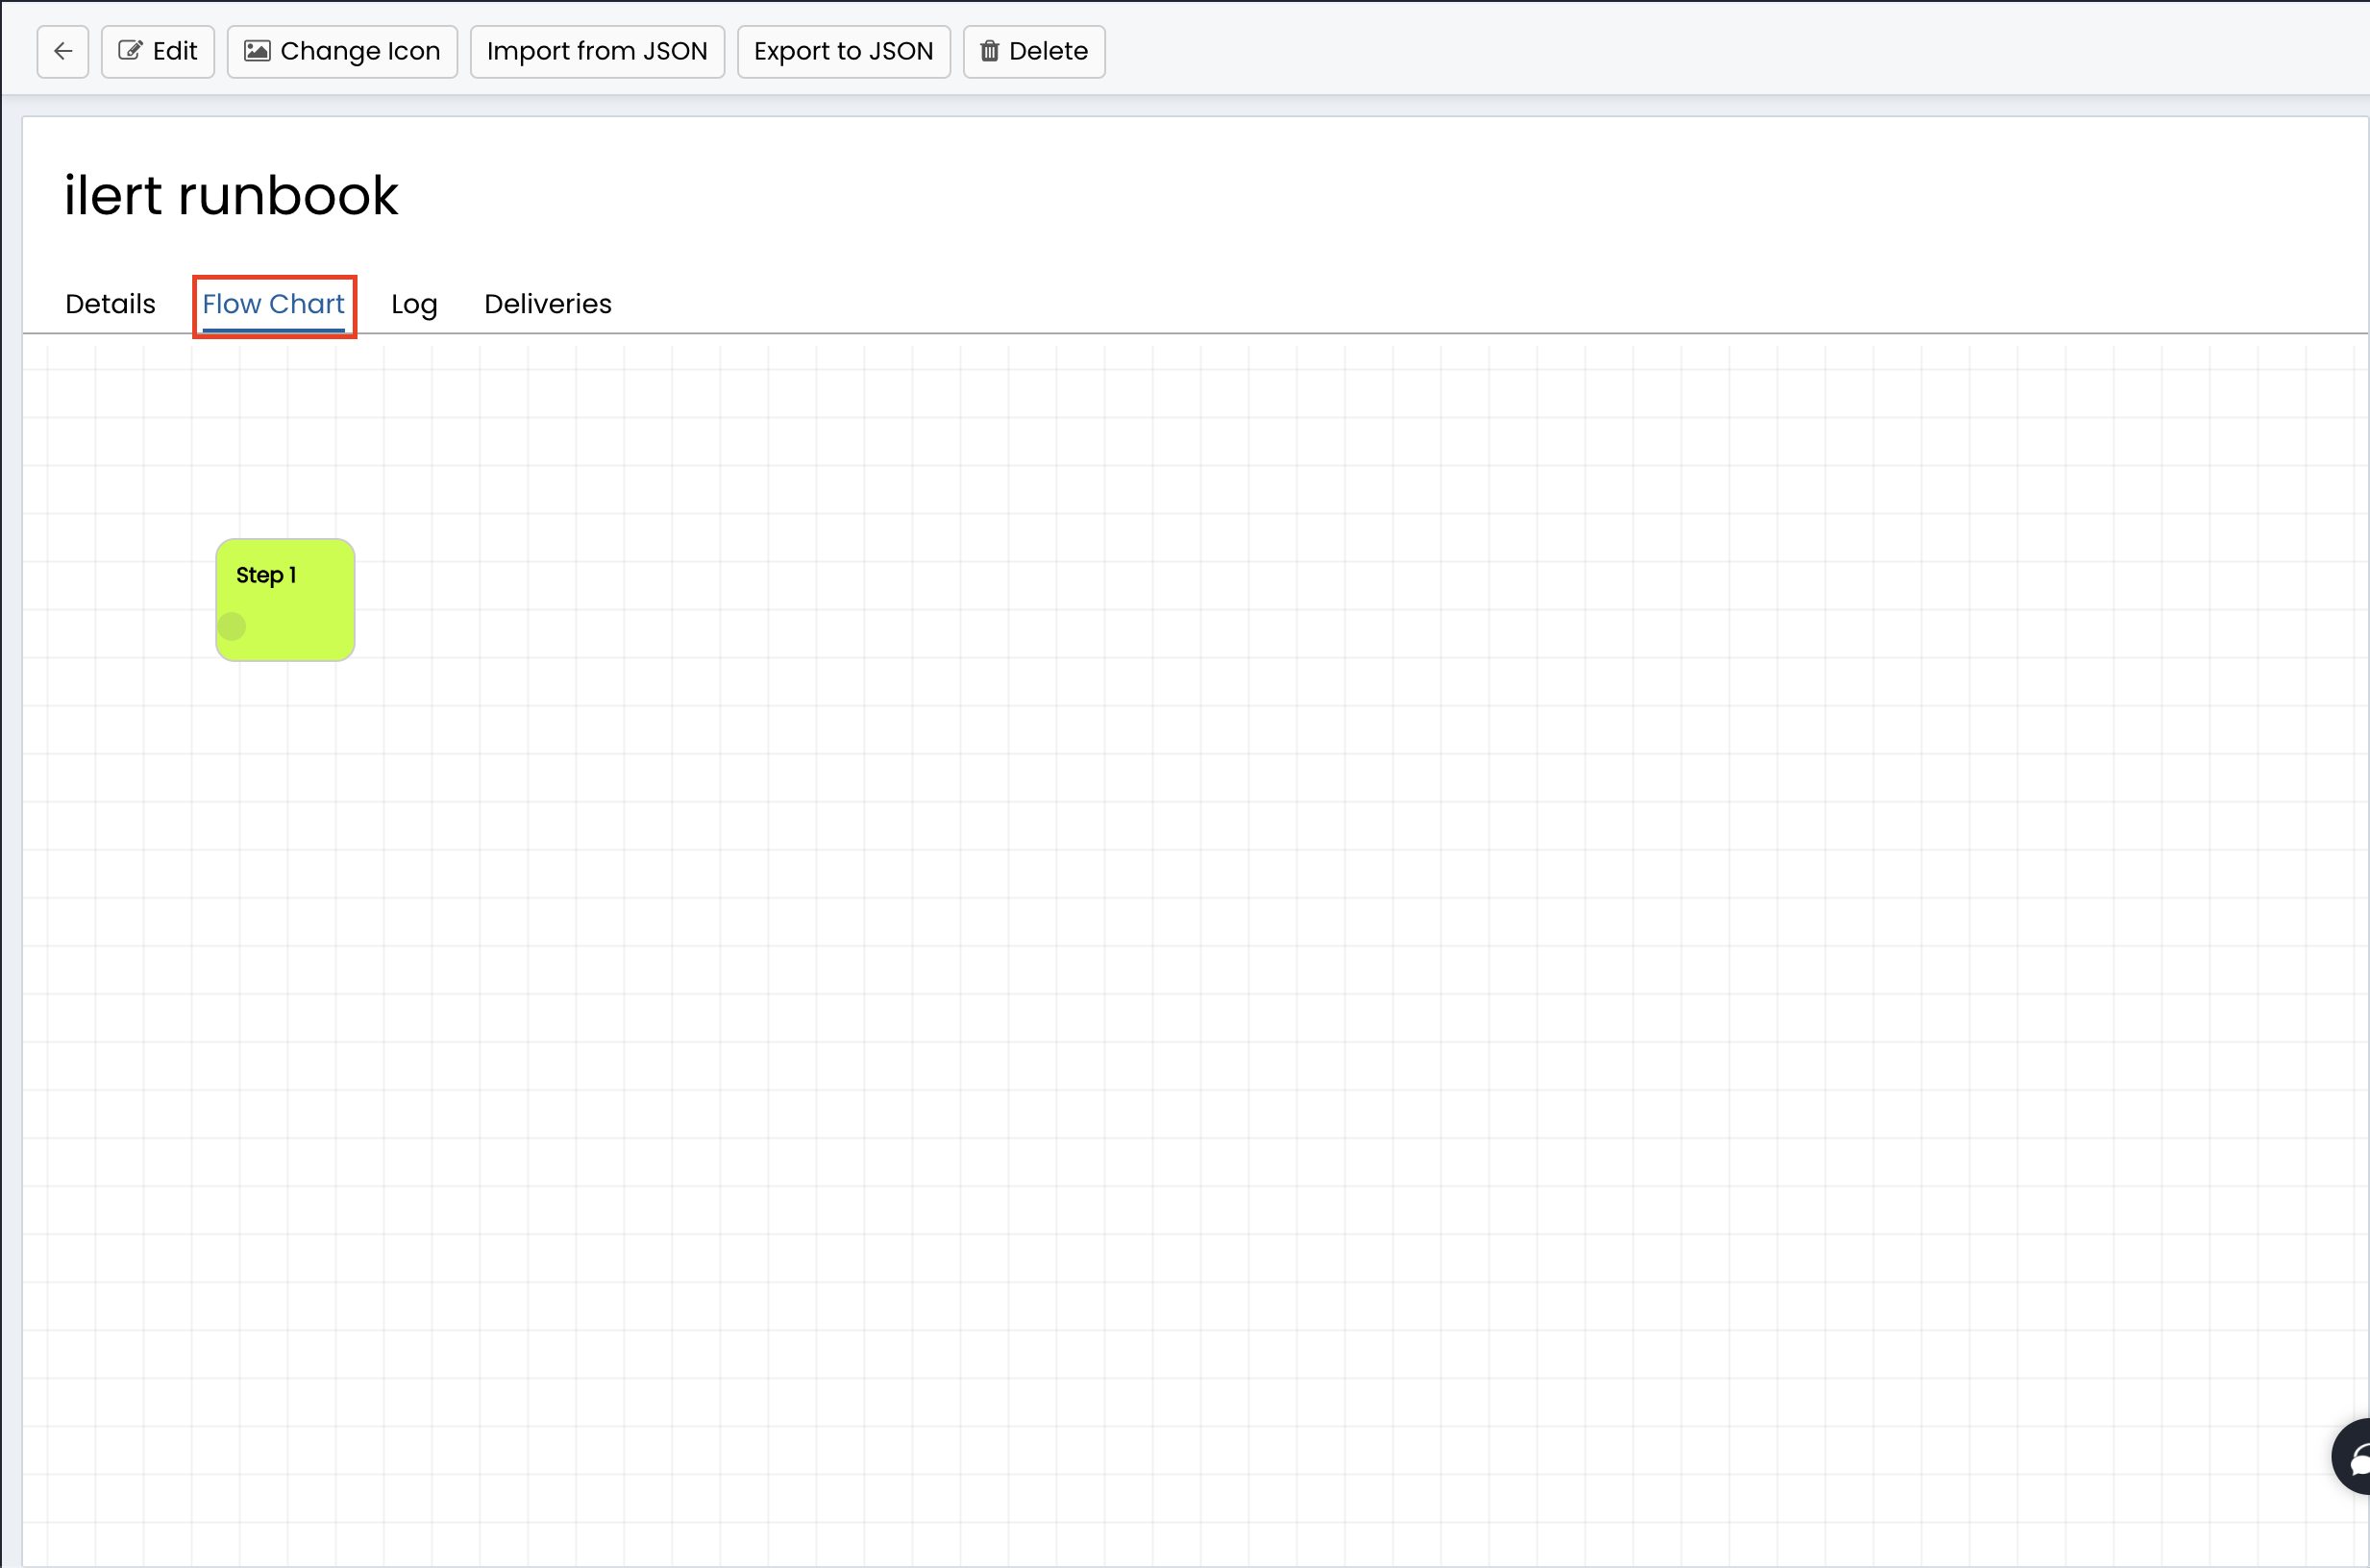 Edit Change Icon Import from JSON Export to JSON Delete
ilert runbook
Details Flow Chart Log Deliveries
Step 1